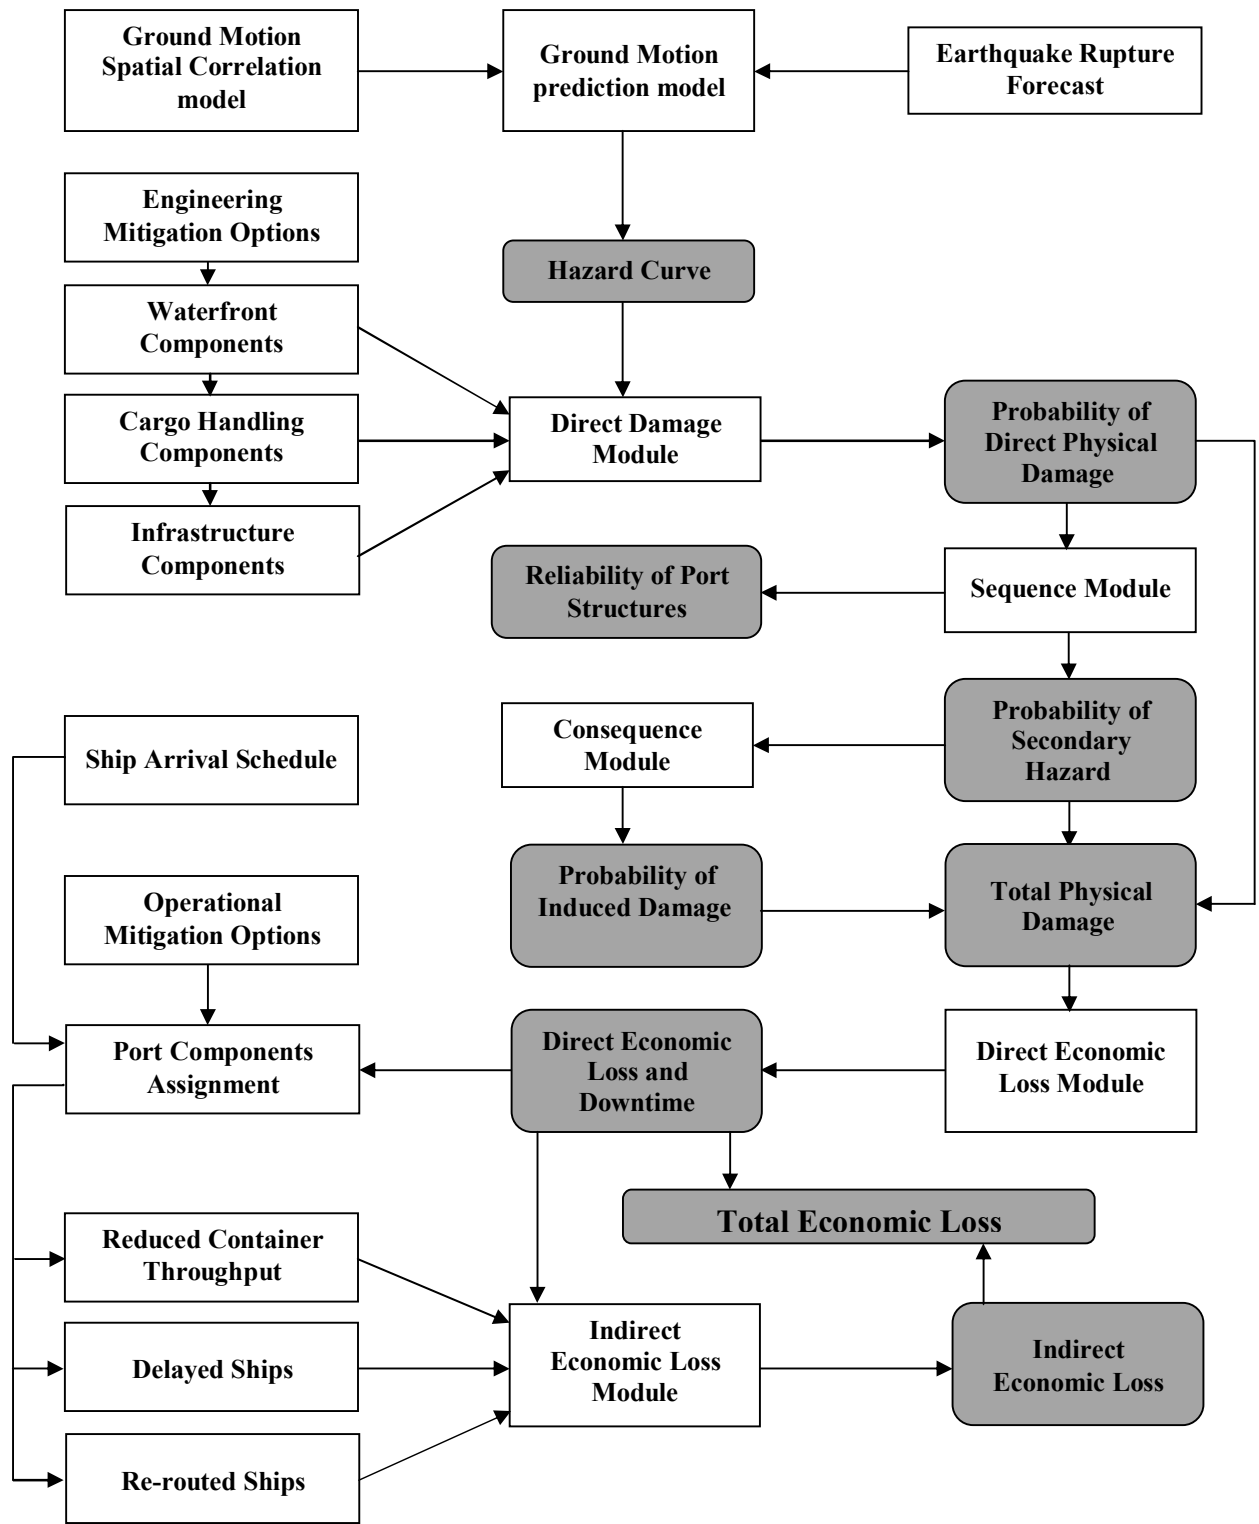 Ground Motion
Spatial Correlation
model
Ground Motion
prediction model
Earthquake Rupture
Forecast
Engineering
Mitigation Options
Hazard Curve
Waterfront
Components
Cargo Handling
Components
Direct Damage
Module
Probability of
Direct Physical
Damage
Infrastructure
Components
Reliability of Port
Structures
Sequence Module
Ship Arrival Schedule
Consequence
Module
Probability of
Secondary
Hazard
Operational
Mitigation Options
Probability of
Induced Damage
Total Physical
Damage
Port Components
Assignment
Direct Economic
Loss and
Downtime
Direct Economic
Loss Module
Total Economic Loss
Reduced Container
Throughput
Delayed Ships
Indirect
Economic Loss
Module
Indirect
Economic Loss
Re-routed Ships